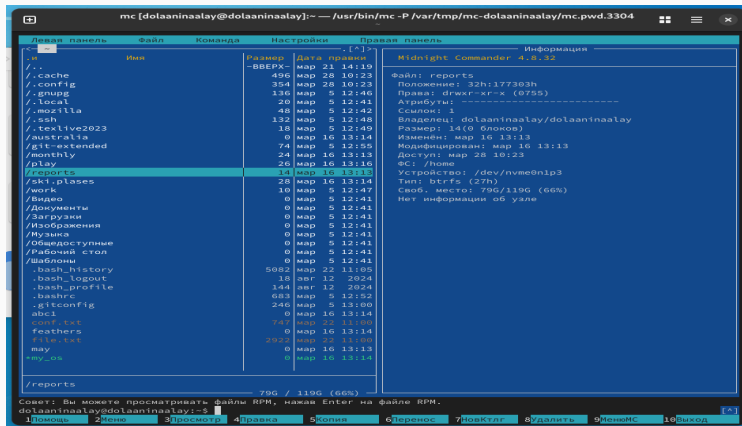 mc [dolaaninaalay@dolaaninaalay]:~ — /usr/bin/mc -P /var/tmp/mc-dolaaninaalay/mc.pwd.3304
~
Левая панель Файл Команда Настройки Правая панель
<— ~ —.[^]>
.и Имя Размер Дата правки
/.. -ВВЕРХ- мар 21 14:19
/.cache 496 мар 28 10:23
/.config 354 мар 28 10:23
/.gnupg 136 мар 5 12:46
/.local 20 мар 5 12:41
/.mozilla 48 мар 5 12:42
/.ssh 132 мар 5 12:48
/.texlive2023 18 мар 5 12:49
/australia 0 мар 16 13:14
/git-extended 74 мар 5 12:55
/monthly 24 мар 16 13:13
/play 26 мар 16 13:16
/reports 14 мар 16 13:13
/ski.plases 28 мар 16 13:14
/work 10 мар 5 12:47
/Видео 0 мар 5 12:41
/Документы 0 мар 5 12:41
/Загрузки 0 мар 5 12:41
/Изображения 0 мар 5 12:41
/Музыка 0 мар 5 12:41
/Общедоступные 0 мар 5 12:41
/Рабочий стол 0 мар 5 12:41
/Шаблоны 0 мар 5 12:41
.bash_history 5082 мар 22 11:05
.bash_logout 18 авг 12 2024
.bash_profile 144 авг 12 2024
.bashrc 683 мар 5 12:52
.gitconfig 246 мар 5 13:00
abc1 0 мар 16 13:14
conf.txt 747 мар 22 11:00
feathers 0 мар 16 13:14
file.txt 2922 мар 22 11:00
may 0 мар 16 13:13
*my_os 0 мар 16 13:14
/reports
79G / 119G (66%)
Информация
Midnight Commander 4.8.32
Файл: reports
Положение: 32h:177303h
Права: drwxr-xr-x (0755)
Атрибуты: ----------------------
Ссылок: 1
Владелец: dolaaninaalay/dolaaninaalay
Размер: 14(0 блоков)
Изменён: мар 16 13:13
Модифицирован: мар 16 13:13
Доступ: мар 28 10:23
ФС: /home
Устройство: /dev/nvme0n1p3
Тип: btrfs (27h)
Своб. место: 79G/119G (66%)
Нет информации об узле
Совет: Вы можете просматривать файлы RPM, нажав Enter на файле RPM.
dolaaninaalay@dolaaninaalay:~$ [^]
1Помощь 2Меню 3Просмотр 4Правка 5Копия 6Перенос 7НовКтлг 8Удалить 9МенюМС 10Выход